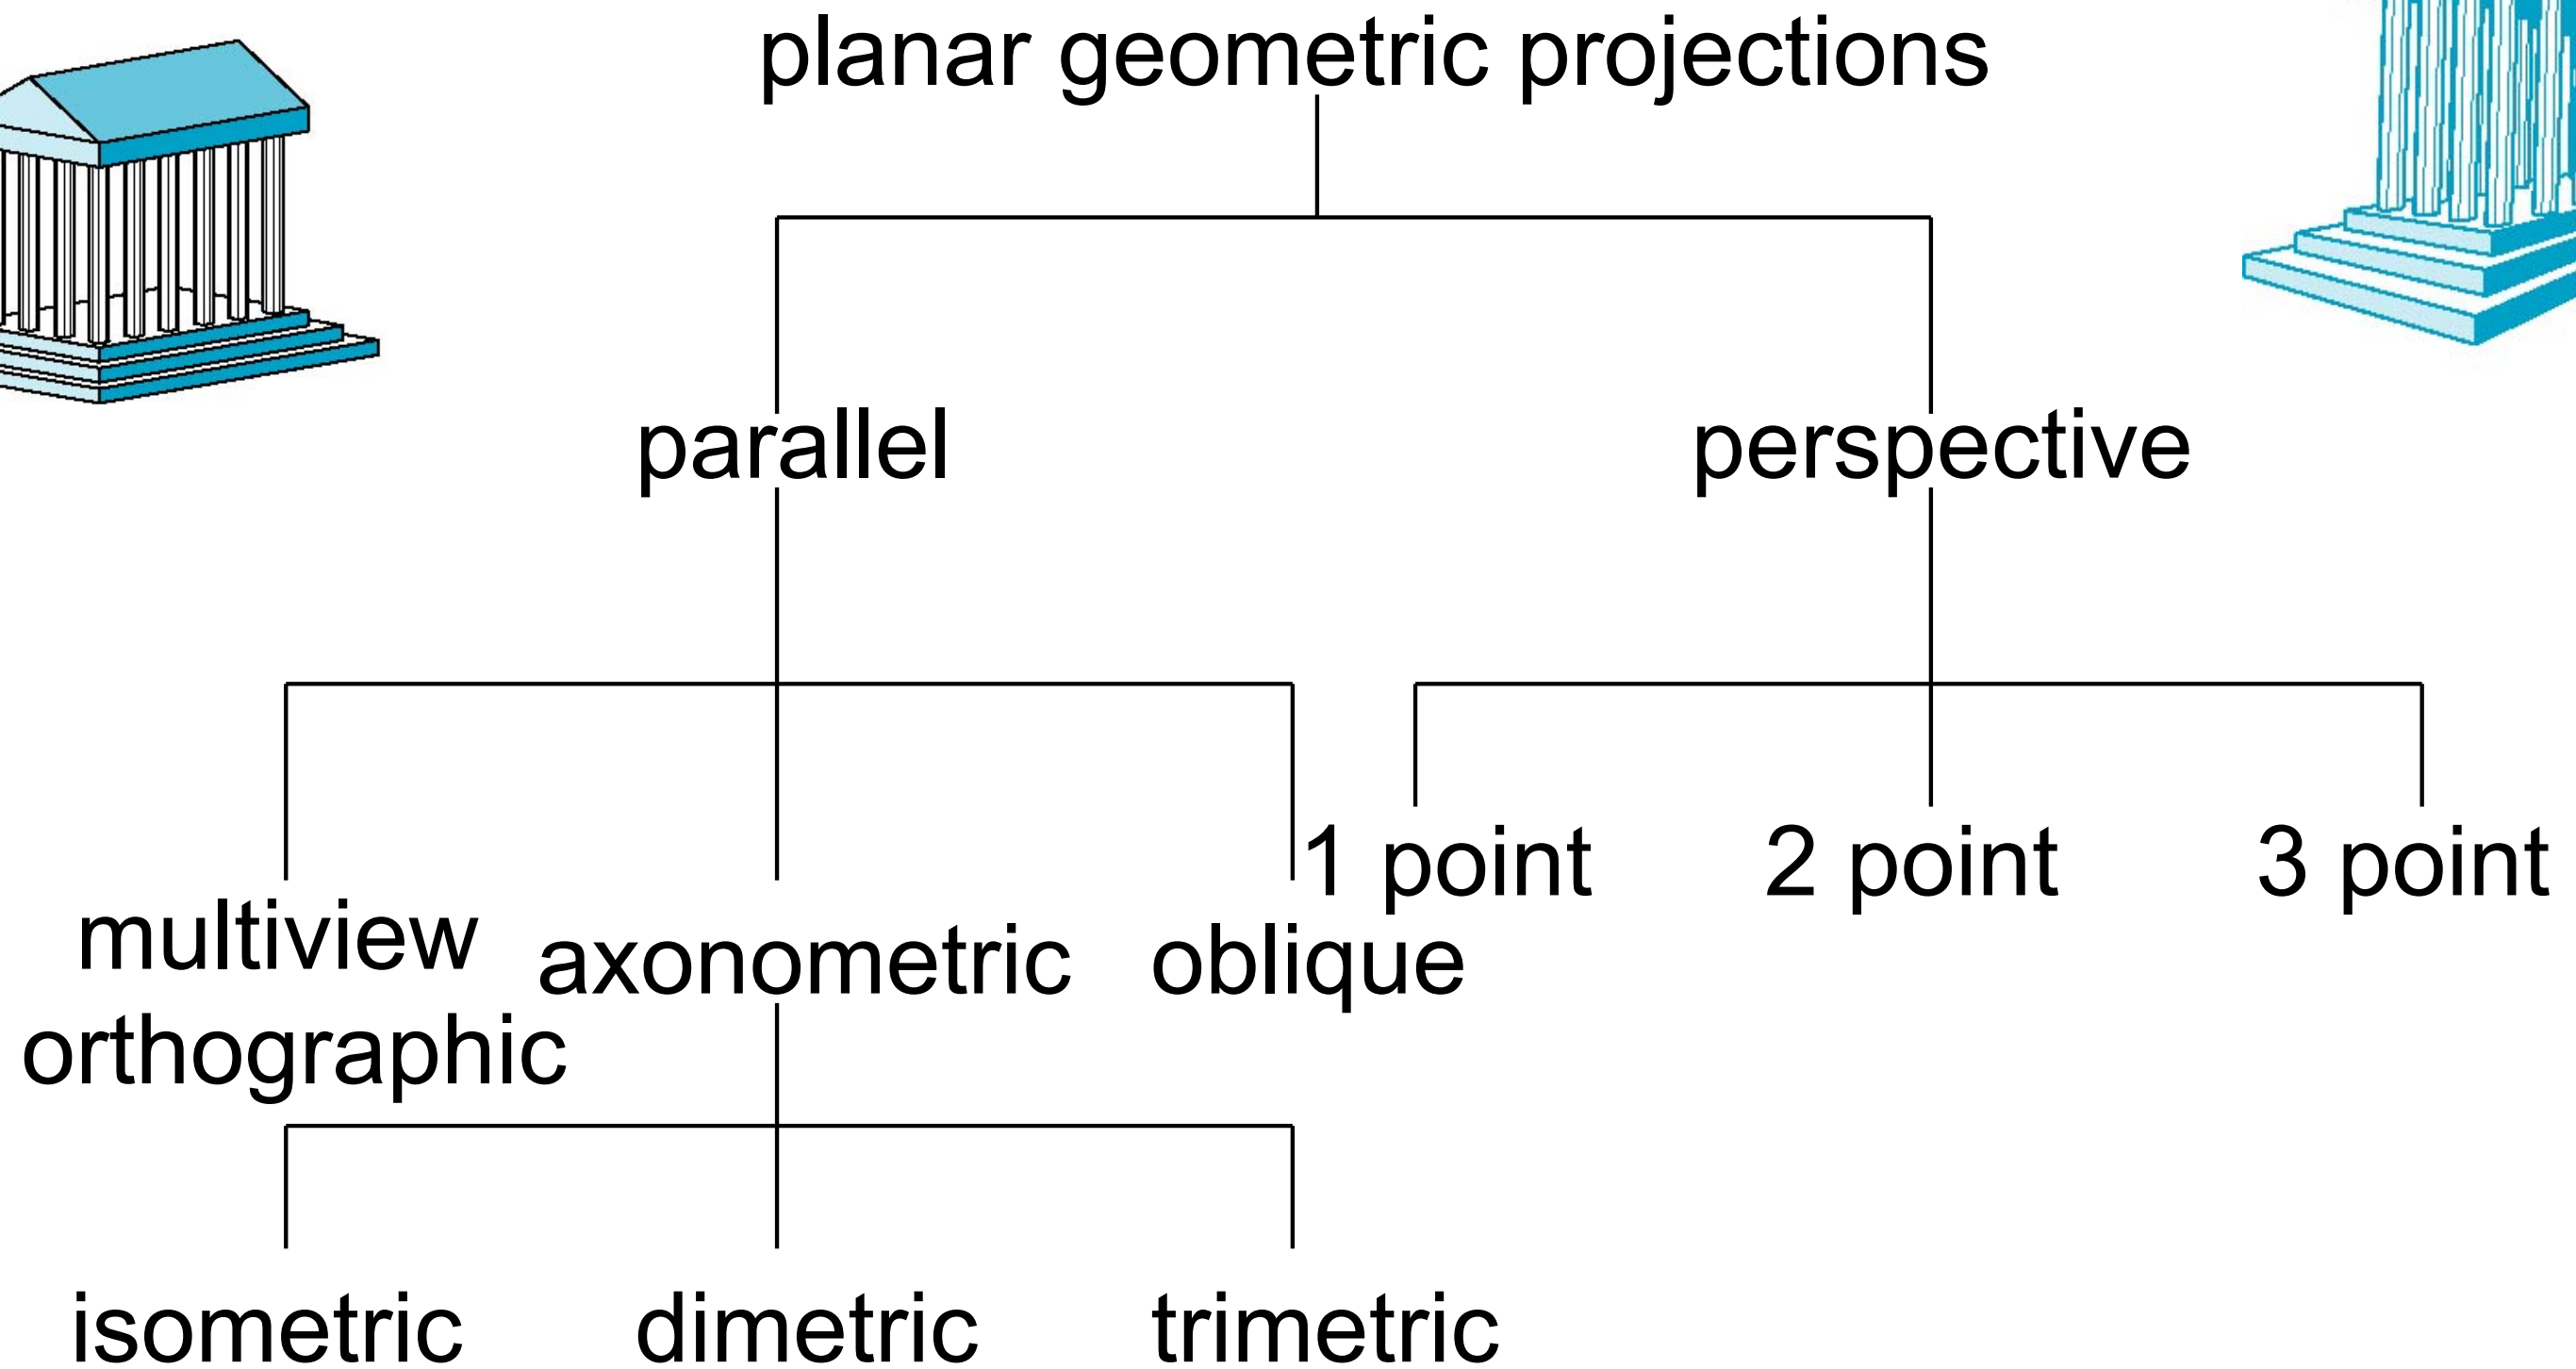 planar geometric projections
parallel
perspective
1 point
2 point
3 point
multiview
orthographic
axonometric
oblique
isometric
dimetric
trimetric